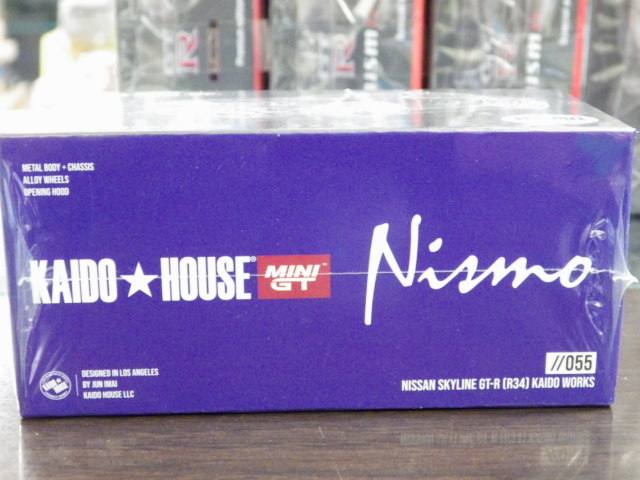 METAL BODY + CHASSIS
ALLOY WHEELS
OPENING HOOD
KAIDO★HOUSE® MINI GT™
Nismo
DESIGNED IN LOS ANGELES
BY JUN IMAI
KAIDO HOUSE LLC
//055
NISSAN SKYLINE GT-R (R34) KAIDO WORKS